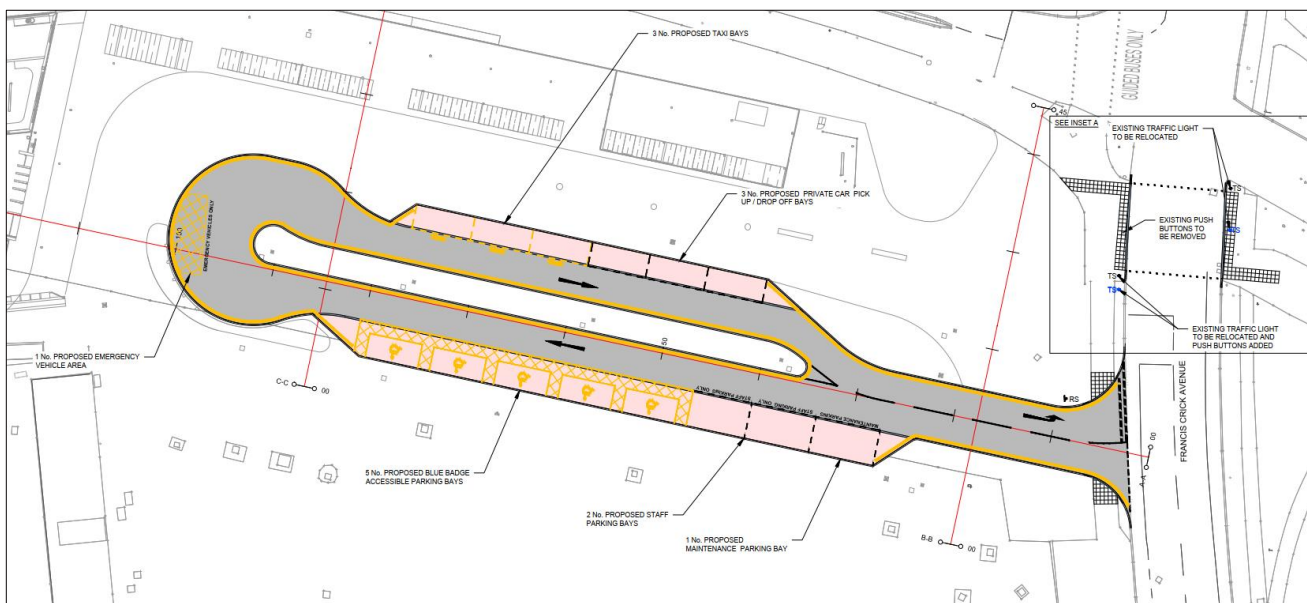 3 No. PROPOSED TAXI BAYS
GUIDED BUSES ONLY
45
SEE INSET A
EXISTING TRAFFIC LIGHT
TO BE RELOCATED
TS
3 No. PROPOSED PRIVATE CAR PICK
UP / DROP OFF BAYS
EXISTING PUSH
BUTTONS TO
BE REMOVED
TS
EMERGENCY VEHICLES ONLY
100
TS
TS
EXISTING TRAFFIC LIGHT
TO BE RELOCATED AND
PUSH BUTTONS ADDED
1 No. PROPOSED EMERGENCY
VEHICLE AREA
50
C-C
00
STAFF PARKING ONLY
STAFF PARKING ONLY
MAINTENANCE PARKING
RS
FRANCIS CRICK AVENUE
00
A-A
5 No. PROPOSED BLUE BADGE
ACCESSIBLE PARKING BAYS
2 No. PROPOSED STAFF
PARKING BAYS
1 No. PROPOSED
MAINTENANCE PARKING BAY
B-B
00